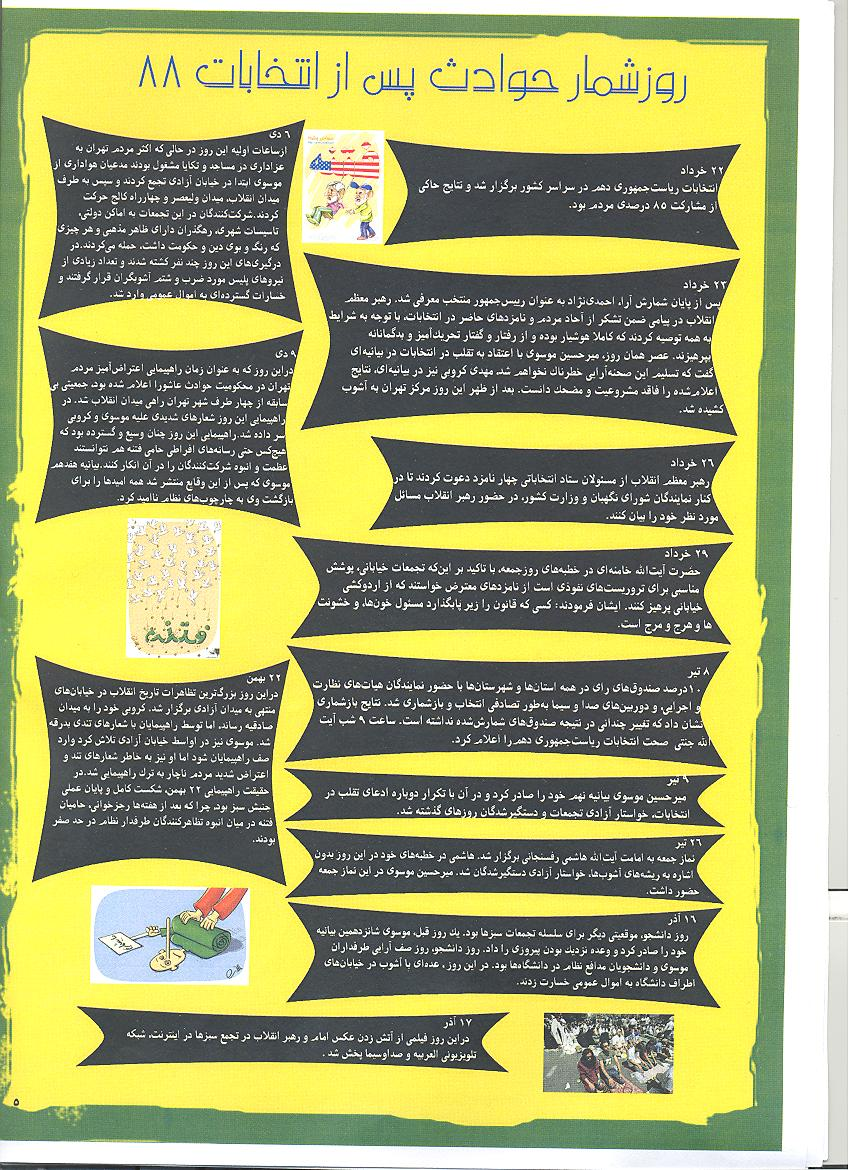 روزشمار حوادث پس از انتخابات ۸۸
۲۲ خرداد
انتخابات ریاست‌جمهوری دهم در سراسر کشور برگزار شد و نتایج حاکی
از مشارکت ۸۵ درصدی مردم بود.
۲۳ خرداد
پس از پایان شمارش آراء، احمدی‌نژاد به عنوان رییس‌جمهور منتخب معرفی شد. رهبر معظم
انقلاب در پیامی ضمن تشکر از آحاد مردم و نامزدهای حاضر در انتخابات، با توجه به شرایط
به همه توصیه کردند که کاملا هوشیار بوده و از رفتار و گفتار تحریک‌آمیز و بدگمانانه
بپرهیزند. عصر همان روز، میرحسین موسوی با اعتقاد به تقلب در انتخابات در بیانیه‌ای
گفت که تسلیم این صحنه‌آرایی خطرناک نخواهم شد. مهدی کروبی نیز در بیانیه‌ای، نتایج
اعلام‌شده را فاقد مشروعیت و مضحک دانست. بعد از ظهر این روز مرکز تهران به آشوب
کشیده شد.
۲۶ خرداد
رهبر معظم انقلاب از مسئولان ستاد انتخاباتی چهار نامزد دعوت کردند تا در
کنار نمایندگان شورای نگهبان و وزارت کشور، در حضور رهبر انقلاب مسائل
مورد نظر خود را بیان کنند.
۲۹ خرداد
حضرت آیت‌الله خامنه‌ای در خطبه‌های روزجمعه، با تاکید بر این‌که تجمعات خیابانی، پوشش
مناسبی برای تروریست‌های نفوذی است از نامزدهای معترض خواستند که از اردوکشی
خیابانی پرهیز کنند. ایشان فرمودند: کسی که قانون را زیر پابگذارد مسئول خون‌ها، و خشونت
ها و هرج و مرج است.
۸ تیر
۱۰درصد صندوق‌های رای در همه استان‌ها و شهرستان‌ها با حضور نمایندگان هیات‌های نظارت
و اجرایی، و دوربین‌های صدا و سیما به‌طور تصادفی انتخاب و بازشماری شد. نتایج بازشماری
نشان داد که تغییر چندانی در نتیجه صندوق‌های شمارش‌شده نداشته است. ساعت ۹ شب آیت
الله جنتی صحت انتخابات ریاست‌جمهوری دهم را اعلام کرد.
۹ تیر
میرحسین موسوی بیانیه نهم خود را صادر کرد و در آن با تکرار دوباره ادعای تقلب در
انتخابات، خواستار آزادی تجمعات و دستگیرشدگان روزهای گذشته شد.
۲۶ تیر
نماز جمعه به امامت آیت‌الله هاشمی رفسنجانی برگزار شد. هاشمی در خطبه‌های خود در این روز بدون
اشاره به ریشه‌های آشوب‌ها، خواستار آزادی دستگیرشدگان شد. میرحسین موسوی در این نماز جمعه
حضور داشت.
۱۶ آذر
روز دانشجو، موقعیتی دیگر برای سلسله تجمعات سبزها بود. یک روز قبل، موسوی شانزدهمین بیانیه
خود را صادر کرد و وعده نزدیک بودن پیروزی را داد. روز دانشجو، روز صف آرایی طرفداران
موسوی و دانشجویان مدافع نظام در دانشگاه‌ها بود. در این روز، عده‌ای با آشوب در خیابان‌های
اطراف دانشگاه به اموال عمومی خسارت زدند.
۱۷ آذر
دراین روز فیلمی از آتش زدن عکس امام و رهبر انقلاب در تجمع سبزها در اینترنت، شبکه
تلویزیونی العربیه و صداوسیما پخش شد.
۶ دی
ازساعات اولیه این روز در حالی که اکثر مردم تهران به
عزاداری در مساجد و تکایا مشغول بودند مدعیان هواداری از
موسوی ابتدا در خیابان آزادی تجمع کردند و سپس به طرف
میدان انقلاب، میدان ولیعصر و چهارراه کالج حرکت
کردند.شرکت‌کنندگان در این تجمعات به اماکن دولتی،
تاسیسات شهری، رهگذران دارای ظاهر مذهبی و هر چیزی
که رنگ و بوی دین و حکومت داشت، حمله می‌کردند.در
درگیری‌های این روز چند نفر کشته شدند و تعداد زیادی از
نیروهای پلیس مورد ضرب و شتم آشوبگران قرار گرفتند و
خسارات گسترده‌ای به اموال عمومی وارد شد.
۹ دی
دراین روز که به عنوان زمان راهپیمایی اعتراض‌آمیز مردم
تهران در محکومیت حوادث عاشورا اعلام شده بود، جمعیتی بی
سابقه از چهار طرف شهر تهران راهی میدان انقلاب شد. در
راهپیمایی این روز شعارهای شدیدی علیه موسوی و کروبی
سر داده شد.راهپیمایی این روز چنان وسیع و گسترده بود که
هیچ‌کس حتی رسانه‌های افراطی حامی فتنه هم نتوانستند
عظمت و انبوه شرکت‌کنندگان را در آن انکار کنند.بیانیه هفدهم
موسوی که پس از این وقایع منتشر شد همه امیدها را برای
بازگشت وی به چارچوب‌های نظام ناامید کرد.
فتنه
۲۲ بهمن
دراین روز بزرگ‌ترین تظاهرات تاریخ انقلاب در خیابان‌های
منتهی به میدان آزادی برگزار شد. کروبی خود را به میدان
صادقیه رساند، اما توسط راهپیمایان با شعارهای تندی بدرقه
شد. موسوی نیز در اواسط خیابان آزادی تلاش کرد وارد
صف راهپیمایان شود اما او نیز به خاطر شعارهای تند و
اعتراض شدید مردم ناچار به ترک راهپیمایی شد.در
حقیقت راهپیمایی ۲۲ بهمن، شکست کامل و پایان عملی
جنبش سبز بود، چرا که بعد از هفته‌ها رجزخوانی، حامیان
فتنه در میان انبوه تظاهرکنندگان طرفدار نظام در حد صفر
بودند.
۵